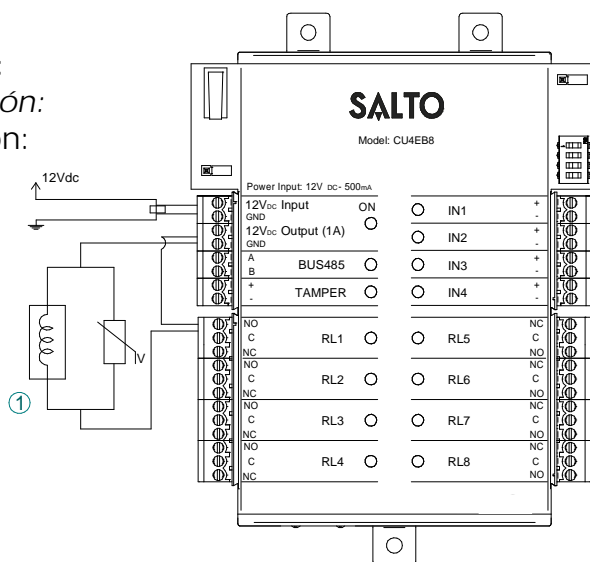 :
ón:
on:
SALTO
Model: CU4EB8
12Vdc
Power Input: 12V DC- 500mA
12VDC Input
GND
12VDC Output (1A)
GND
ON
A
B
BUS485
+
-
TAMPER
IN1
+
-
IN2
+
-
IN3
+
-
IN4
+
-
NO
C
NC
RL1
RL5
NC
C
NO
NO
C
NC
RL2
RL6
NC
C
NO
NO
C
NC
RL3
RL7
NC
C
NO
NO
C
NC
RL4
RL8
NC
C
NO
V
1